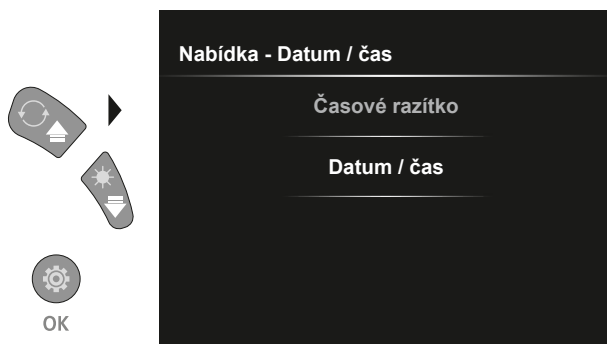 Nabídka - Datum / čas
Časové razítko
Datum / čas
OK